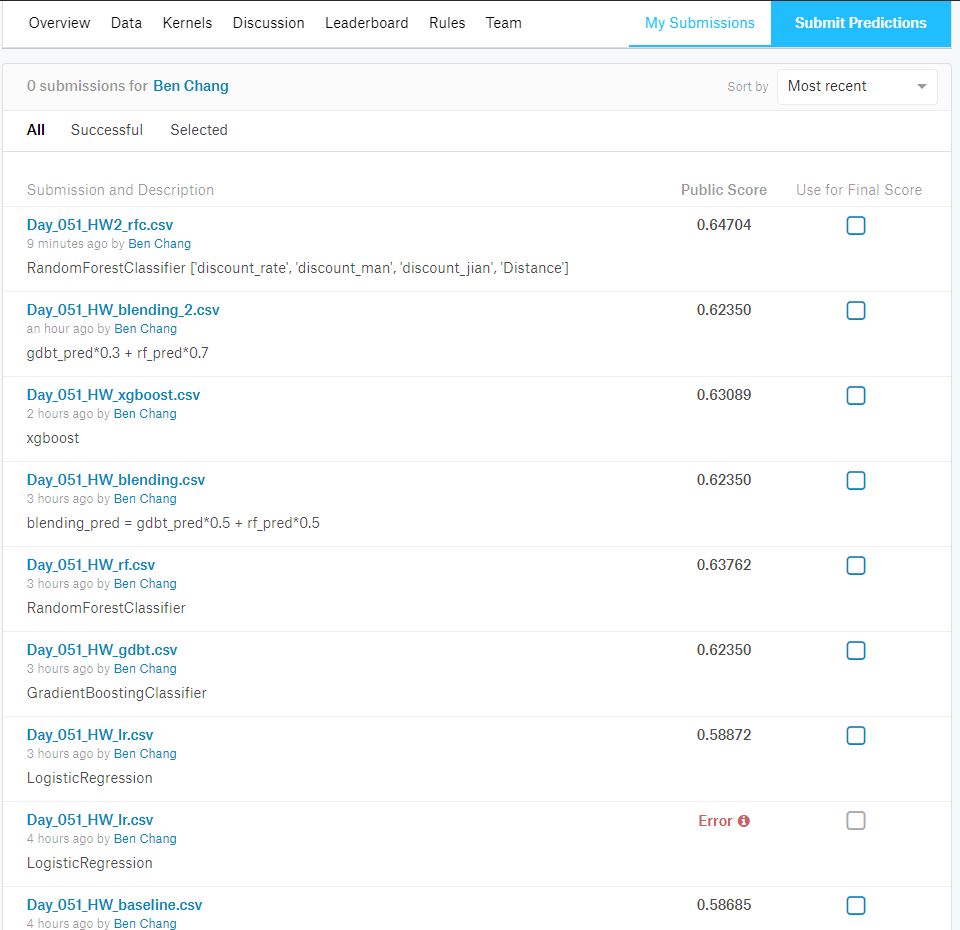 Overview Data Kernels Discussion Leaderboard Rules Team My Submissions Submit Predictions
0 submissions for Ben Chang Sort by Most recent
All Successful Selected
Submission and Description Public Score Use for Final Score
Day_051_HW2_rfc.csv 0.64704
9 minutes ago by Ben Chang
RandomForestClassifier ['discount_rate', 'discount_man', 'discount_jian', 'Distance']
Day_051_HW_blending_2.csv 0.62350
an hour ago by Ben Chang
gdbt_pred*0.3 + rf_pred*0.7
Day_051_HW_xgboost.csv 0.63089
2 hours ago by Ben Chang
xgboost
Day_051_HW_blending.csv 0.62350
3 hours ago by Ben Chang
blending_pred = gdbt_pred*0.5 + rf_pred*0.5
Day_051_HW_rf.csv 0.63762
3 hours ago by Ben Chang
RandomForestClassifier
Day_051_HW_gdbt.csv 0.62350
3 hours ago by Ben Chang
GradientBoostingClassifier
Day_051_HW_lr.csv 0.58872
3 hours ago by Ben Chang
LogisticRegression
Day_051_HW_lr.csv Error
4 hours ago by Ben Chang
LogisticRegression
Day_051_HW_baseline.csv 0.58685
4 hours ago by Ben Chang